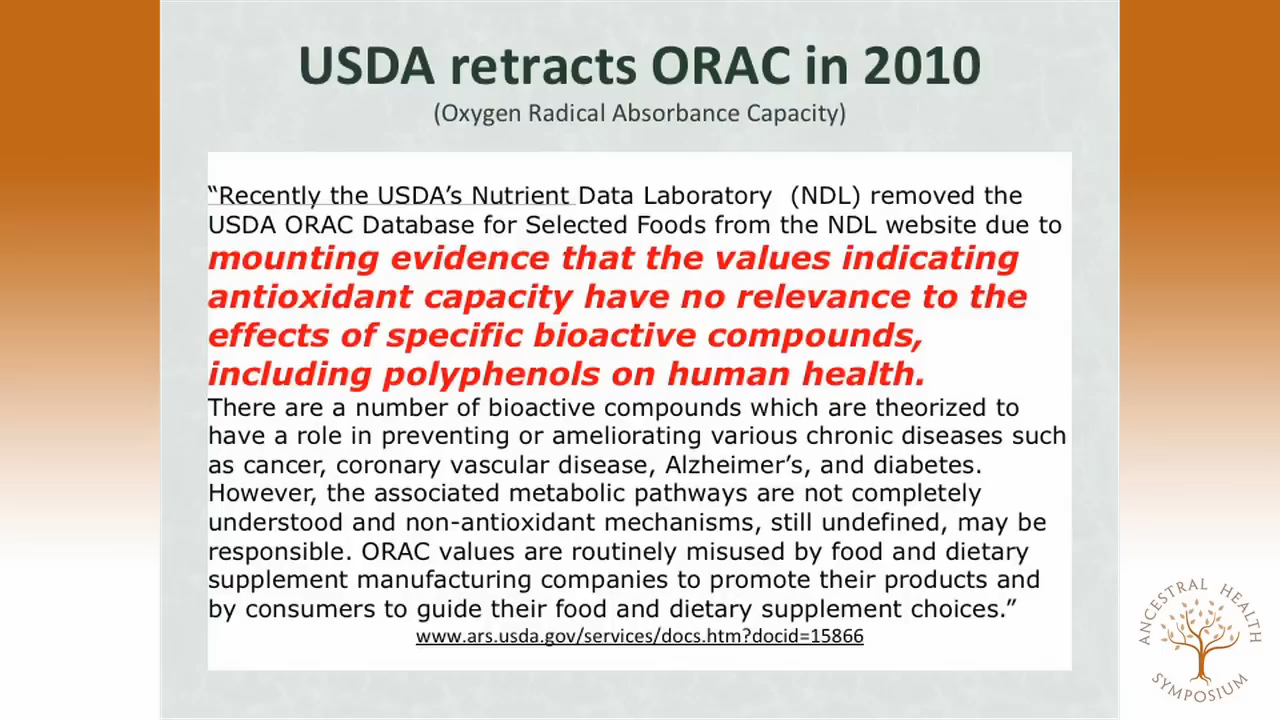 USDA retracts ORAC in 2010
(Oxygen Radical Absorbance Capacity)
“Recently the USDA’s Nutrient Data Laboratory  (NDL) removed the
USDA ORAC Database for Selected Foods from the NDL website due to
mounting evidence that the values indicating
antioxidant capacity have no relevance to the
effects of specific bioactive compounds,
including polyphenols on human health.
There are a number of bioactive compounds which are theorized to
have a role in preventing or ameliorating various chronic diseases such
as cancer, coronary vascular disease, Alzheimer’s, and diabetes.
However, the associated metabolic pathways are not completely
understood and non-antioxidant mechanisms, still undefined, may be
responsible. ORAC values are routinely misused by food and dietary
supplement manufacturing companies to promote their products and
by consumers to guide their food and dietary supplement choices.”
www.ars.usda.gov/services/docs.htm?docid=15866
ANCESTRAL HEALTH
SYMPOSIUM